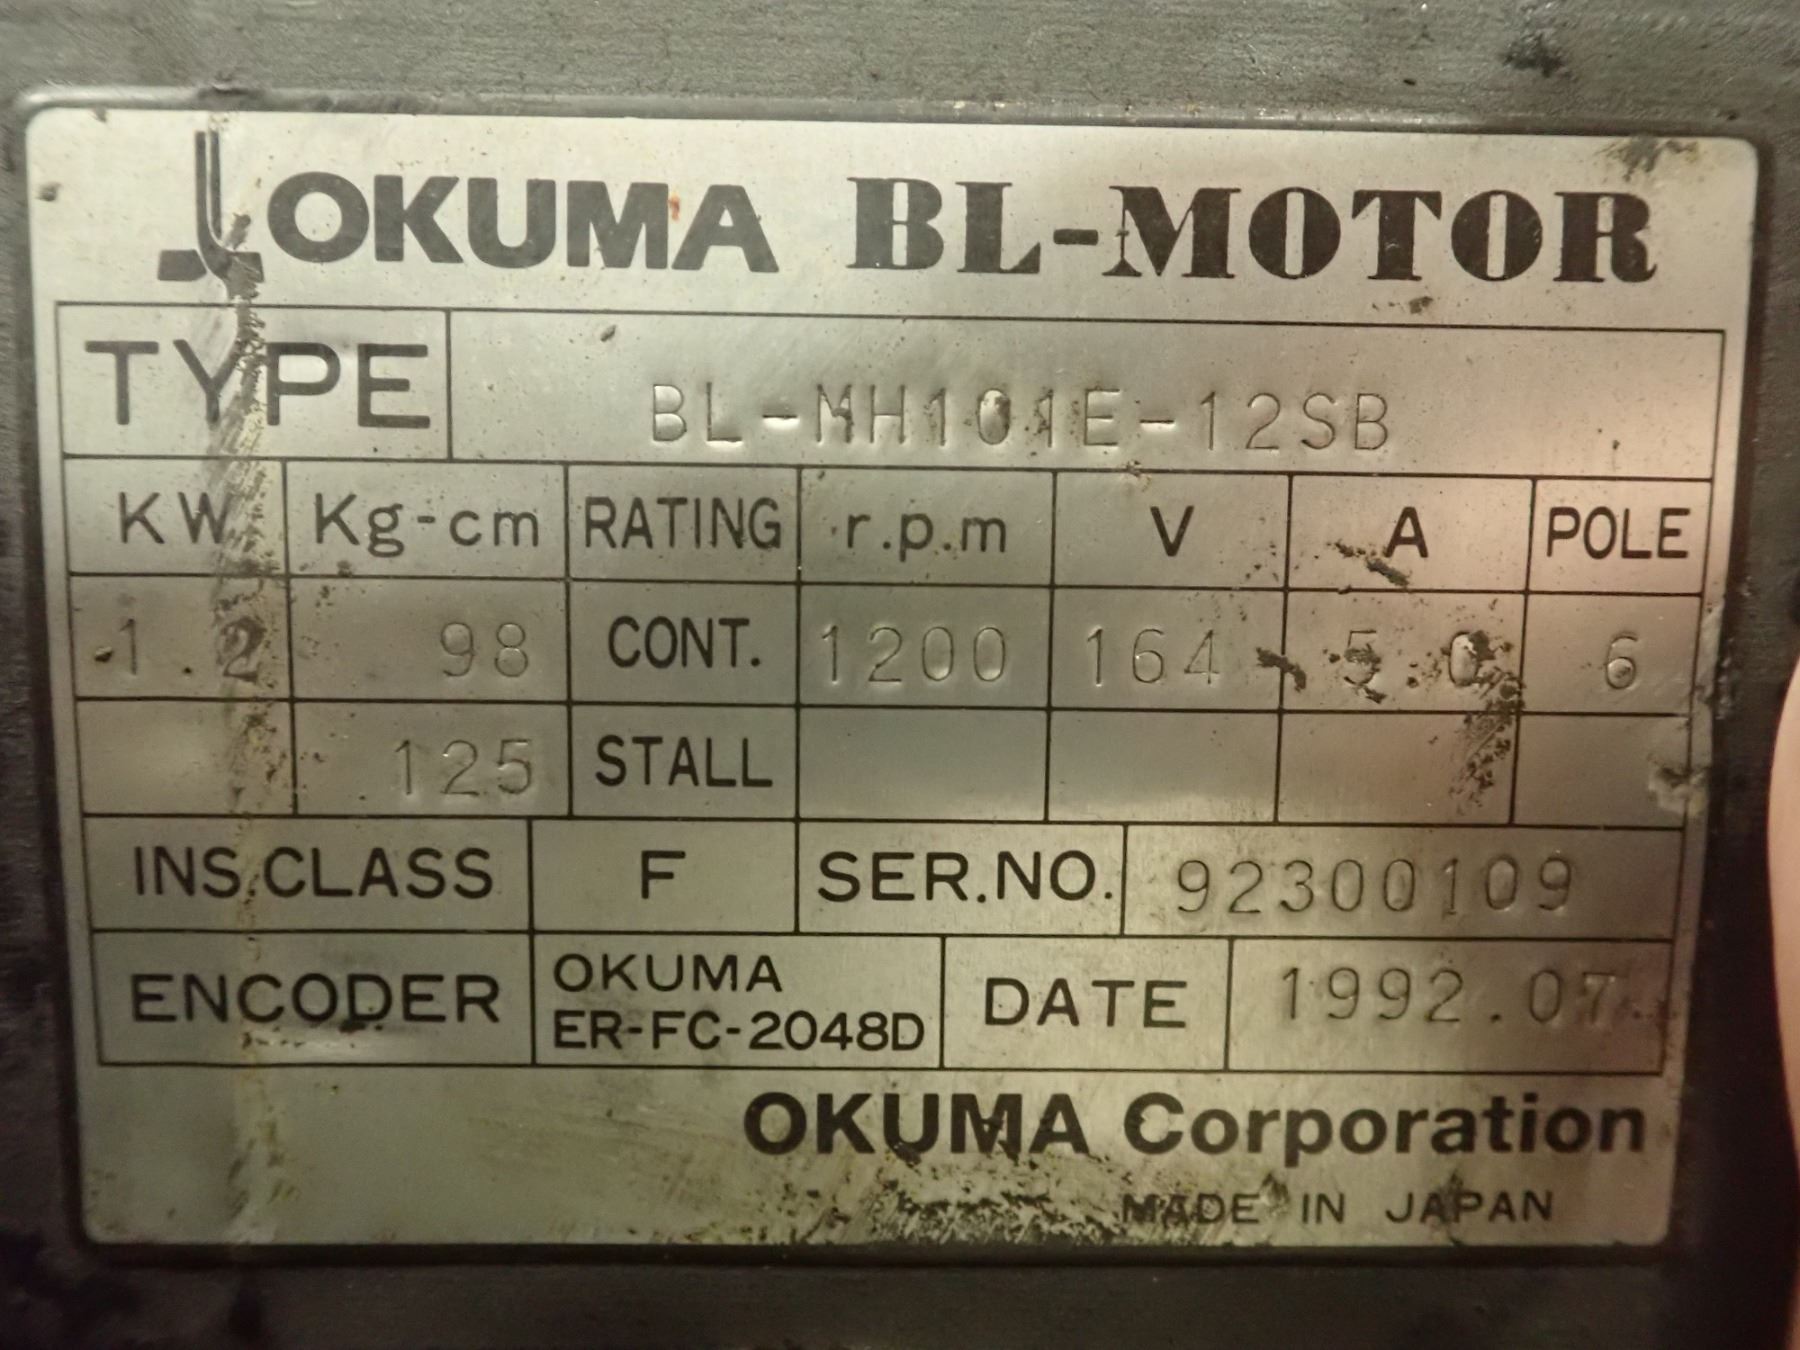 OKUMA BL-MOTOR
TYPE BL-MH101E-12SB
KW Kg-cm RATING r.p.m V A POLE
1.2 98 CONT. 1200 164 5.0 6
125 STALL
INS.CLASS F SER.NO. 92300109
ENCODER OKUMA ER-FC-2048D DATE 1992.07
OKUMA Corporation
MADE IN JAPAN